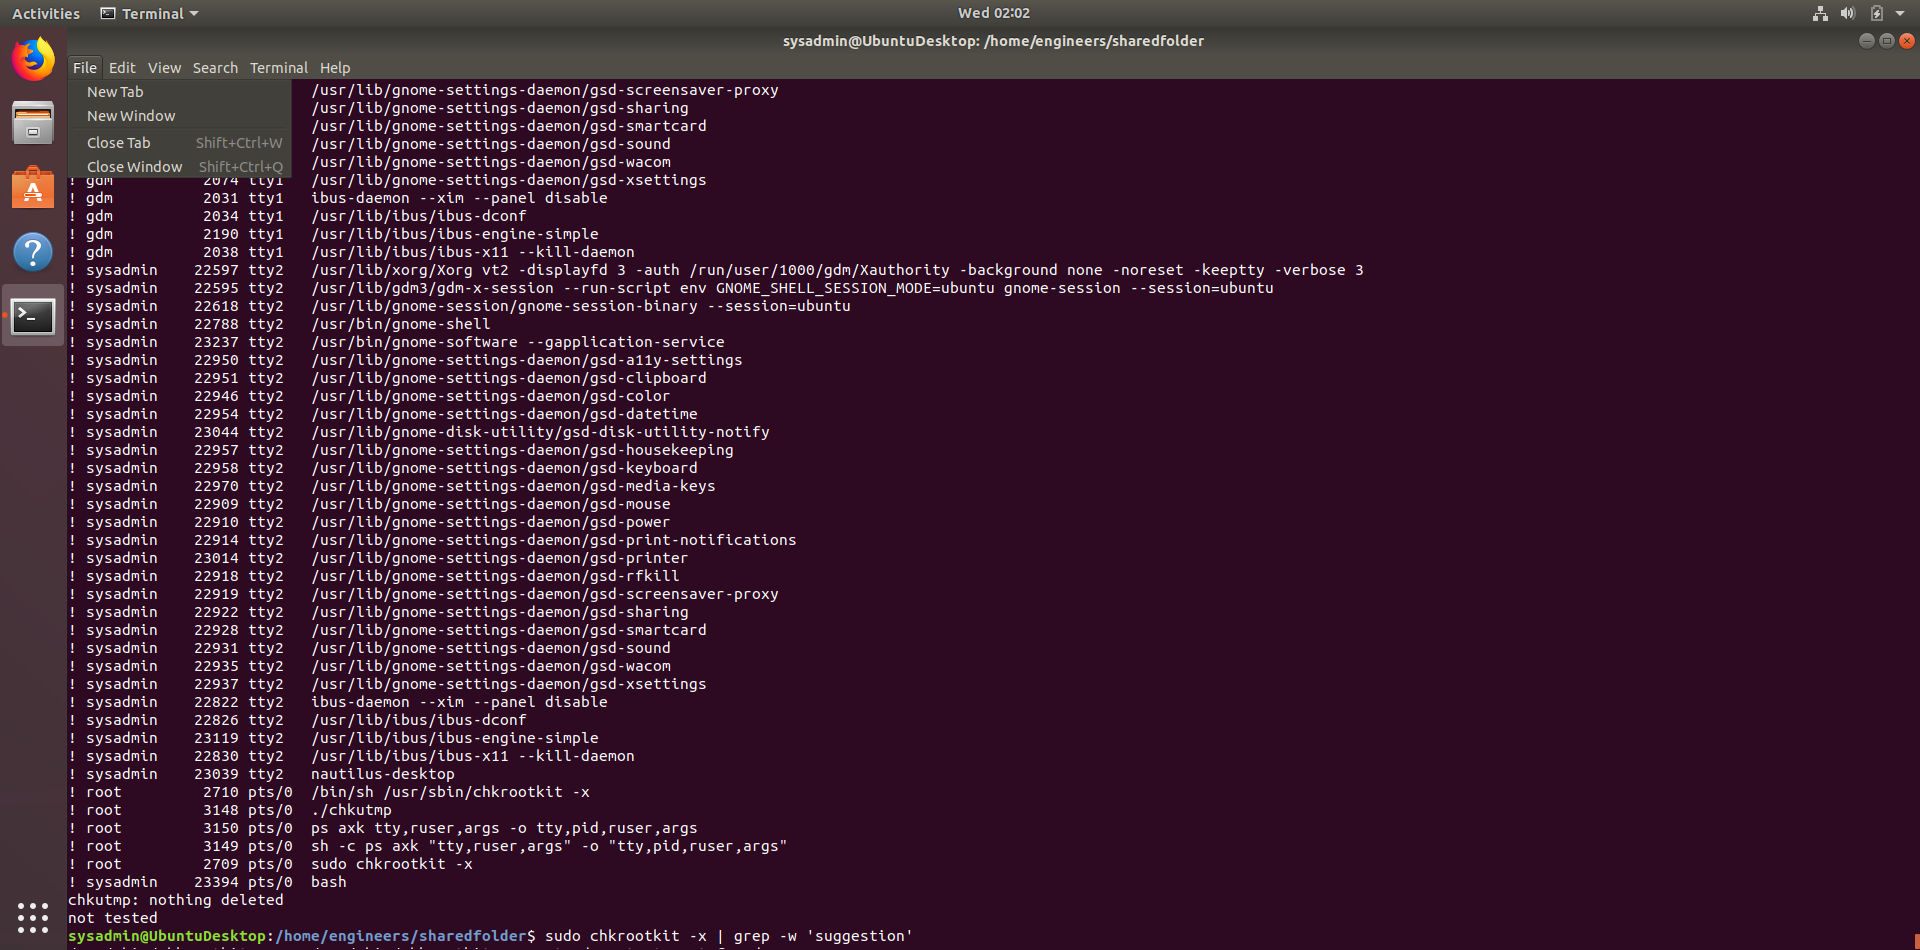 Activities Terminal Wed 02:02
sysadmin@UbuntuDesktop: /home/engineers/sharedfolder
File Edit View Search Terminal Help
New Tab
New Window
Close Tab Shift+Ctrl+W
Close Window Shift+Ctrl+Q
/usr/lib/gnome-settings-daemon/gsd-screensaver-proxy
/usr/lib/gnome-settings-daemon/gsd-sharing
/usr/lib/gnome-settings-daemon/gsd-smartcard
/usr/lib/gnome-settings-daemon/gsd-sound
/usr/lib/gnome-settings-daemon/gsd-wacom
! gdm 2074 tty1 /usr/lib/gnome-settings-daemon/gsd-xsettings
! gdm 2031 tty1 ibus-daemon --xim --panel disable
! gdm 2034 tty1 /usr/lib/ibus/ibus-dconf
! gdm 2190 tty1 /usr/lib/ibus/ibus-engine-simple
! gdm 2038 tty1 /usr/lib/ibus/ibus-x11 --kill-daemon
! sysadmin 22597 tty2 /usr/lib/xorg/Xorg vt2 -displayfd 3 -auth /run/user/1000/gdm/Xauthority -background none -noreset -keeptty -verbose 3
! sysadmin 22595 tty2 /usr/lib/gdm3/gdm-x-session --run-script env GNOME_SHELL_SESSION_MODE=ubuntu gnome-session --session=ubuntu
! sysadmin 22618 tty2 /usr/lib/gnome-session/gnome-session-binary --session=ubuntu
! sysadmin 22788 tty2 /usr/bin/gnome-shell
! sysadmin 23237 tty2 /usr/bin/gnome-software --gapplication-service
! sysadmin 22950 tty2 /usr/lib/gnome-settings-daemon/gsd-a11y-settings
! sysadmin 22951 tty2 /usr/lib/gnome-settings-daemon/gsd-clipboard
! sysadmin 22946 tty2 /usr/lib/gnome-settings-daemon/gsd-color
! sysadmin 22954 tty2 /usr/lib/gnome-settings-daemon/gsd-datetime
! sysadmin 23044 tty2 /usr/lib/gnome-disk-utility/gsd-disk-utility-notify
! sysadmin 22957 tty2 /usr/lib/gnome-settings-daemon/gsd-housekeeping
! sysadmin 22958 tty2 /usr/lib/gnome-settings-daemon/gsd-keyboard
! sysadmin 22970 tty2 /usr/lib/gnome-settings-daemon/gsd-media-keys
! sysadmin 22909 tty2 /usr/lib/gnome-settings-daemon/gsd-mouse
! sysadmin 22910 tty2 /usr/lib/gnome-settings-daemon/gsd-power
! sysadmin 22914 tty2 /usr/lib/gnome-settings-daemon/gsd-print-notifications
! sysadmin 23014 tty2 /usr/lib/gnome-settings-daemon/gsd-printer
! sysadmin 22918 tty2 /usr/lib/gnome-settings-daemon/gsd-rfkill
! sysadmin 22919 tty2 /usr/lib/gnome-settings-daemon/gsd-screensaver-proxy
! sysadmin 22922 tty2 /usr/lib/gnome-settings-daemon/gsd-sharing
! sysadmin 22928 tty2 /usr/lib/gnome-settings-daemon/gsd-smartcard
! sysadmin 22931 tty2 /usr/lib/gnome-settings-daemon/gsd-sound
! sysadmin 22935 tty2 /usr/lib/gnome-settings-daemon/gsd-wacom
! sysadmin 22937 tty2 /usr/lib/gnome-settings-daemon/gsd-xsettings
! sysadmin 22822 tty2 ibus-daemon --xim --panel disable
! sysadmin 22826 tty2 /usr/lib/ibus/ibus-dconf
! sysadmin 23119 tty2 /usr/lib/ibus/ibus-engine-simple
! sysadmin 22830 tty2 /usr/lib/ibus/ibus-x11 --kill-daemon
! sysadmin 23039 tty2 nautilus-desktop
! root 2710 pts/0 /bin/sh /usr/sbin/chkrootkit -x
! root 3148 pts/0 ./chkutmp
! root 3150 pts/0 ps axk tty,ruser,args -o tty,pid,ruser,args
! root 3149 pts/0 sh -c ps axk "tty,ruser,args" -o "tty,pid,ruser,args"
! root 2709 pts/0 sudo chkrootkit -x
! sysadmin 23394 pts/0 bash
chkutmp: nothing deleted
not tested
sysadmin@UbuntuDesktop:/home/engineers/sharedfolder$ sudo chkrootkit -x | grep -w 'suggestion'